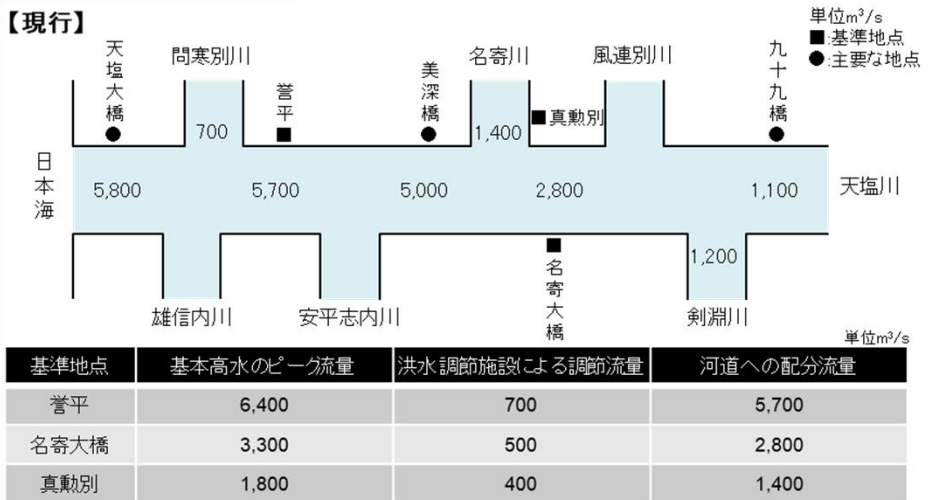 【現行】
単位m³/s
■:基準地点
●:主要な地点
天塩大橋
問寒別川
誉平
美深橋
名寄川
風連別川
九十九橋
■真勲別
700
1,400
日本海
5,800
5,700
5,000
2,800
1,100
天塩川
1,200
名寄大橋
雄信内川
安平志内川
剣淵川
単位m³/s
基準地点 基本高水のピーク流量 洪水調節施設による調節流量 河道への配分流量
誉平 6,400 700 5,700
名寄大橋 3,300 500 2,800
真勲別 1,800 400 1,400